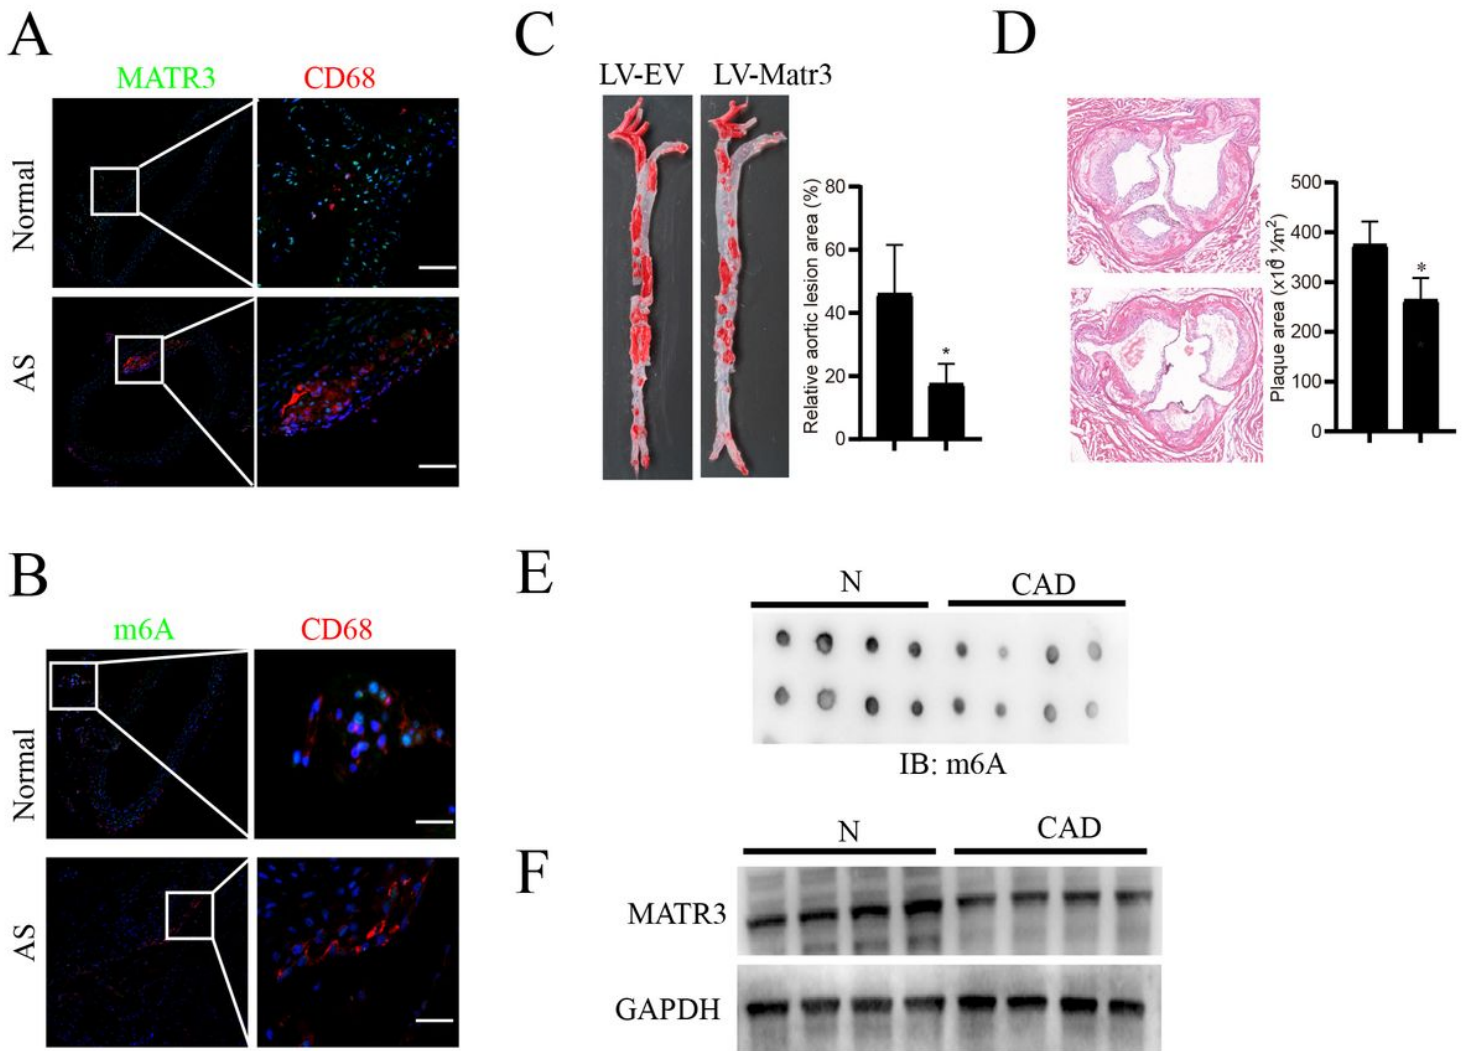 A
MATR3 CD68
Normal
AS
B
m6A CD68
Normal
AS
C
LV-EV LV-Matr3
Relative aortic lesion area (%)
80
60
40
20
0
*
D
Plaque area
500
400
300
200
100
0
*
E
N CAD
IB: m6A
F
N CAD
MATR3
GAPDH